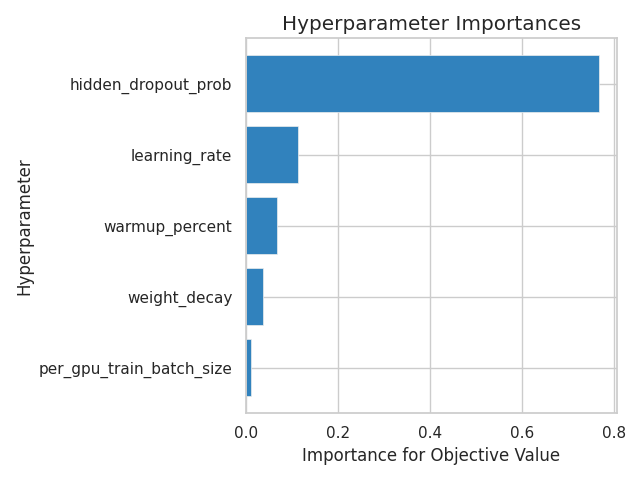 Hyperparameter Importances
Hyperparameter
hidden_dropout_prob
learning_rate
warmup_percent
weight_decay
per_gpu_train_batch_size
0.0 0.2 0.4 0.6 0.8
Importance for Objective Value